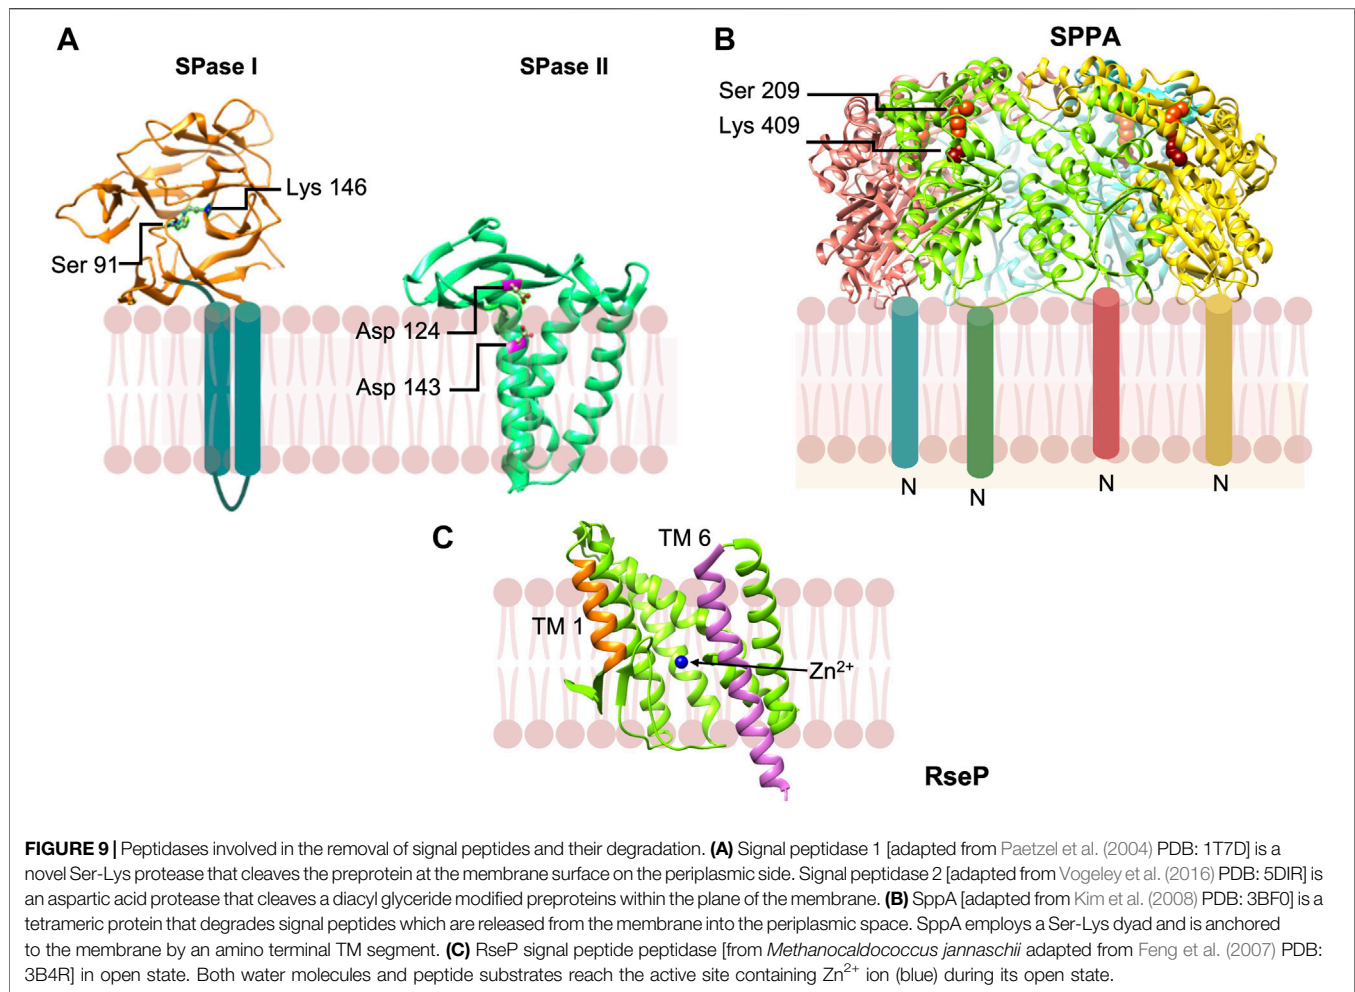 A
SPase I
SPase II
Lys 146
Ser 91
Asp 124
Asp 143
B
SPPA
Ser 209
Lys 409
N
N
N
N
C
TM 6
TM 1
Zn²⁺
RseP
FIGURE 9 | Peptidases involved in the removal of signal peptides and their degradation. (A) Signal peptidase 1 [adapted from Paetzel et al. (2004) PDB: 1T7D] is a
novel Ser-Lys protease that cleaves the preprotein at the membrane surface on the periplasmic side. Signal peptidase 2 [adapted from Vogeley et al. (2016) PDB: 5DIR] is
an aspartic acid protease that cleaves a diacyl glyceride modified preproteins within the plane of the membrane. (B) SppA [adapted from Kim et al. (2008) PDB: 3BF0] is a
tetrameric protein that degrades signal peptides which are released from the membrane into the periplasmic space. SppA employs a Ser-Lys dyad and is anchored
to the membrane by an amino terminal TM segment. (C) RseP signal peptide peptidase [from Methanocaldococcus jannaschii adapted from Feng et al. (2007) PDB:
3B4R] in open state. Both water molecules and peptide substrates reach the active site containing Zn²⁺ ion (blue) during its open state.